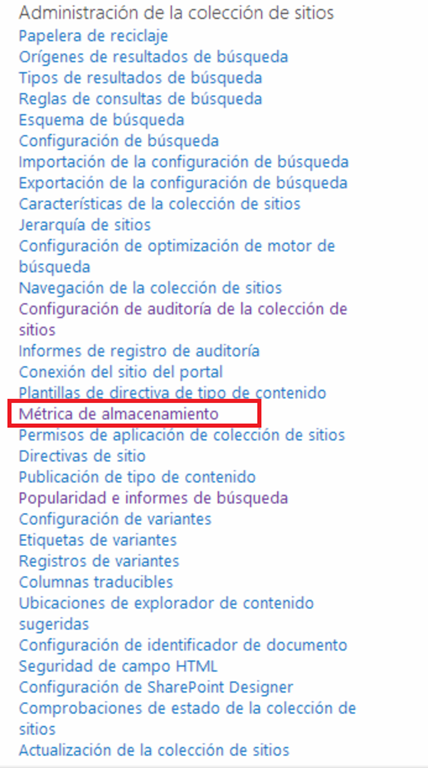 Administración de la colección de sitios
Papelera de reciclaje
Orígenes de resultados de búsqueda
Tipos de resultados de búsqueda
Reglas de consultas de búsqueda
Esquema de búsqueda
Configuración de búsqueda
Importación de la configuración de búsqueda
Exportación de la configuración de búsqueda
Características de la colección de sitios
Jerarquía de sitios
Configuración de optimización de motor de
búsqueda
Navegación de la colección de sitios
Configuración de auditoría de la colección de
sitios
Informes de registro de auditoría
Conexión del sitio del portal
Plantillas de directiva de tipo de contenido
Métrica de almacenamiento
Permisos de aplicación de colección de sitios
Directivas de sitio
Publicación de tipo de contenido
Popularidad e informes de búsqueda
Configuración de variantes
Etiquetas de variantes
Registros de variantes
Columnas traducibles
Ubicaciones de explorador de contenido
sugeridas
Configuración de identificador de documento
Seguridad de campo HTML
Configuración de SharePoint Designer
Comprobaciones de estado de la colección de
sitios
Actualización de la colección de sitios